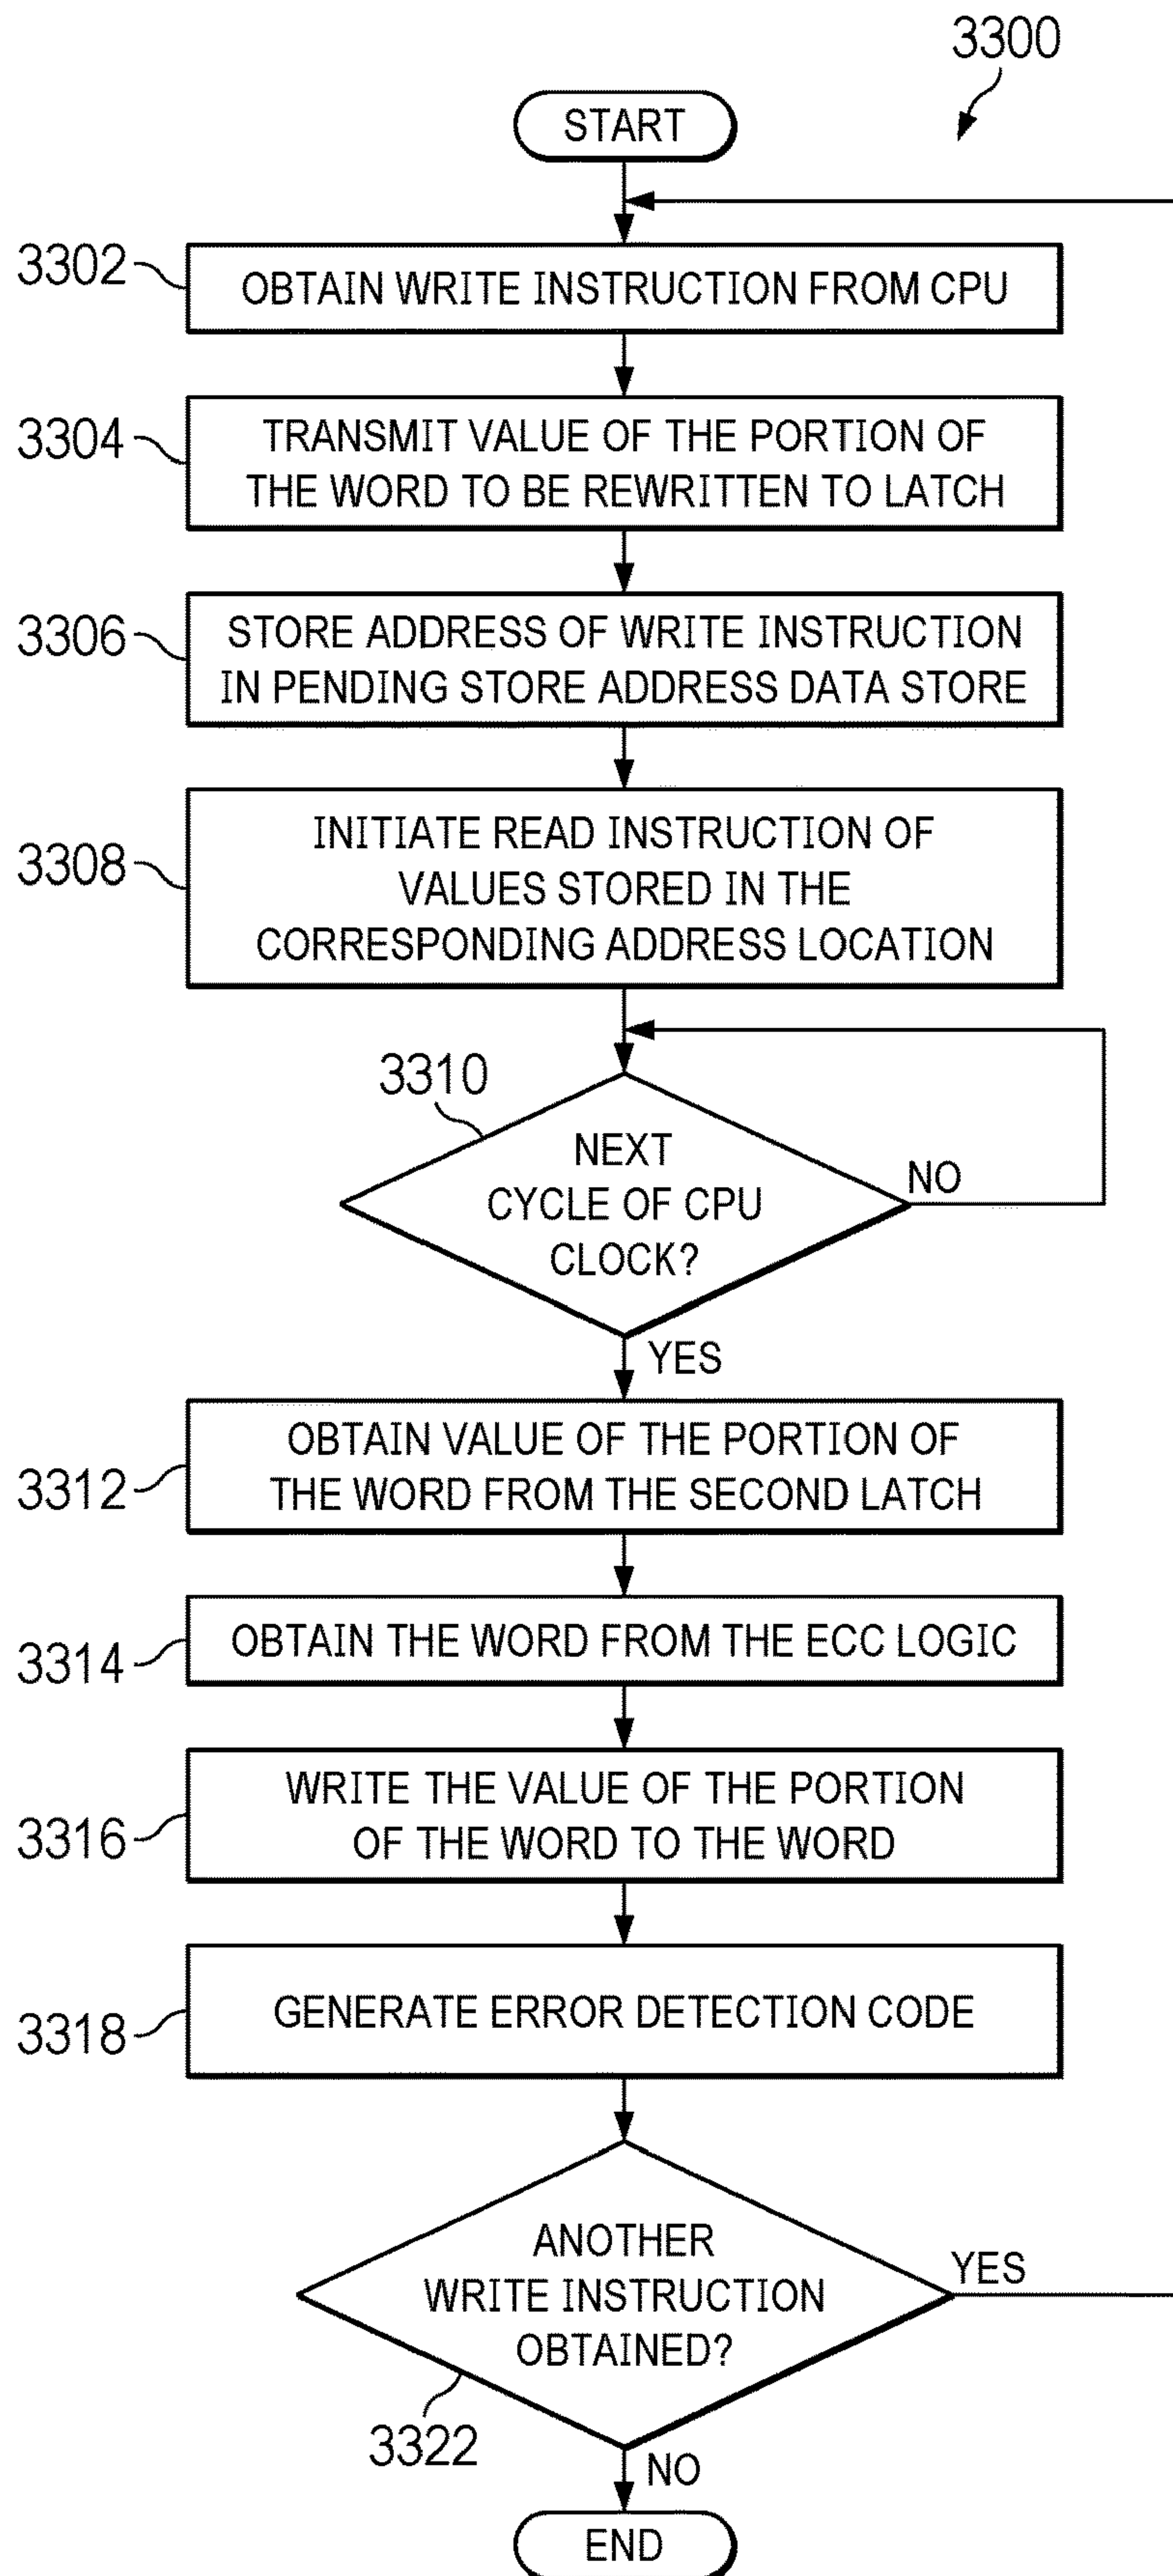 3300
START
3302
OBTAIN WRITE INSTRUCTION FROM CPU
3304
TRANSMIT VALUE OF THE PORTION OF
THE WORD TO BE REWRITTEN TO LATCH
3306
STORE ADDRESS OF WRITE INSTRUCTION
IN PENDING STORE ADDRESS DATA STORE
3308
INITIATE READ INSTRUCTION OF
VALUES STORED IN THE
CORRESPONDING ADDRESS LOCATION
3310
NEXT
CYCLE OF CPU
CLOCK?
NO
YES
3312
OBTAIN VALUE OF THE PORTION OF
THE WORD FROM THE SECOND LATCH
3314
OBTAIN THE WORD FROM THE ECC LOGIC
3316
WRITE THE VALUE OF THE PORTION
OF THE WORD TO THE WORD
3318
GENERATE ERROR DETECTION CODE
ANOTHER
WRITE INSTRUCTION
OBTAINED?
YES
3322
NO
END